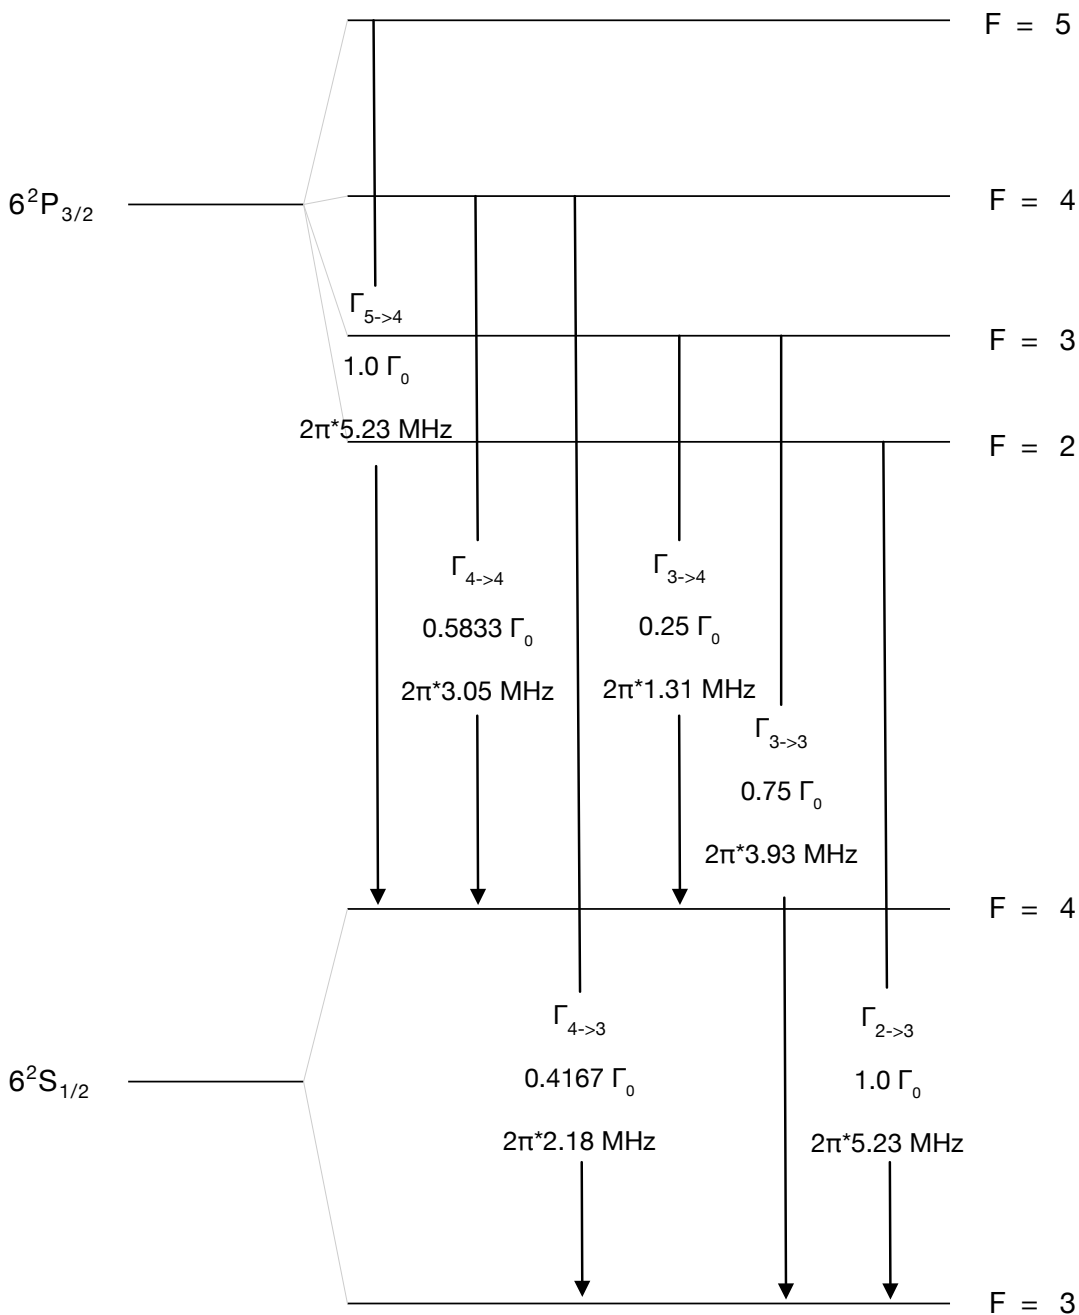 F = 5
6²P₃/₂
F = 4
Γ₅->₄
F = 3
1.0 Γ₀
2π*5.23 MHz
F = 2
Γ₄->₄
0.5833 Γ₀
2π*3.05 MHz
Γ₃->₄
0.25 Γ₀
2π*1.31 MHz
Γ₃->₃
0.75 Γ₀
2π*3.93 MHz
F = 4
6²S₁/₂
Γ₄->₃
0.4167 Γ₀
2π*2.18 MHz
Γ₂->₃
1.0 Γ₀
2π*5.23 MHz
F = 3